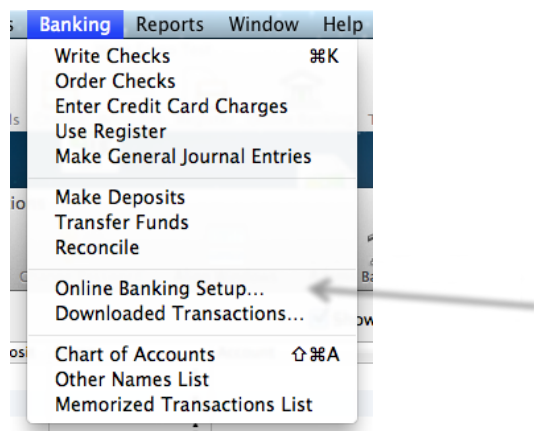 Banking Reports Window Help
Write Checks ⌘K
Order Checks
Enter Credit Card Charges
Use Register
Make General Journal Entries
Make Deposits
Transfer Funds
Reconcile
Online Banking Setup...
Downloaded Transactions...
Chart of Accounts ⇧⌘A
Other Names List
Memorized Transactions List